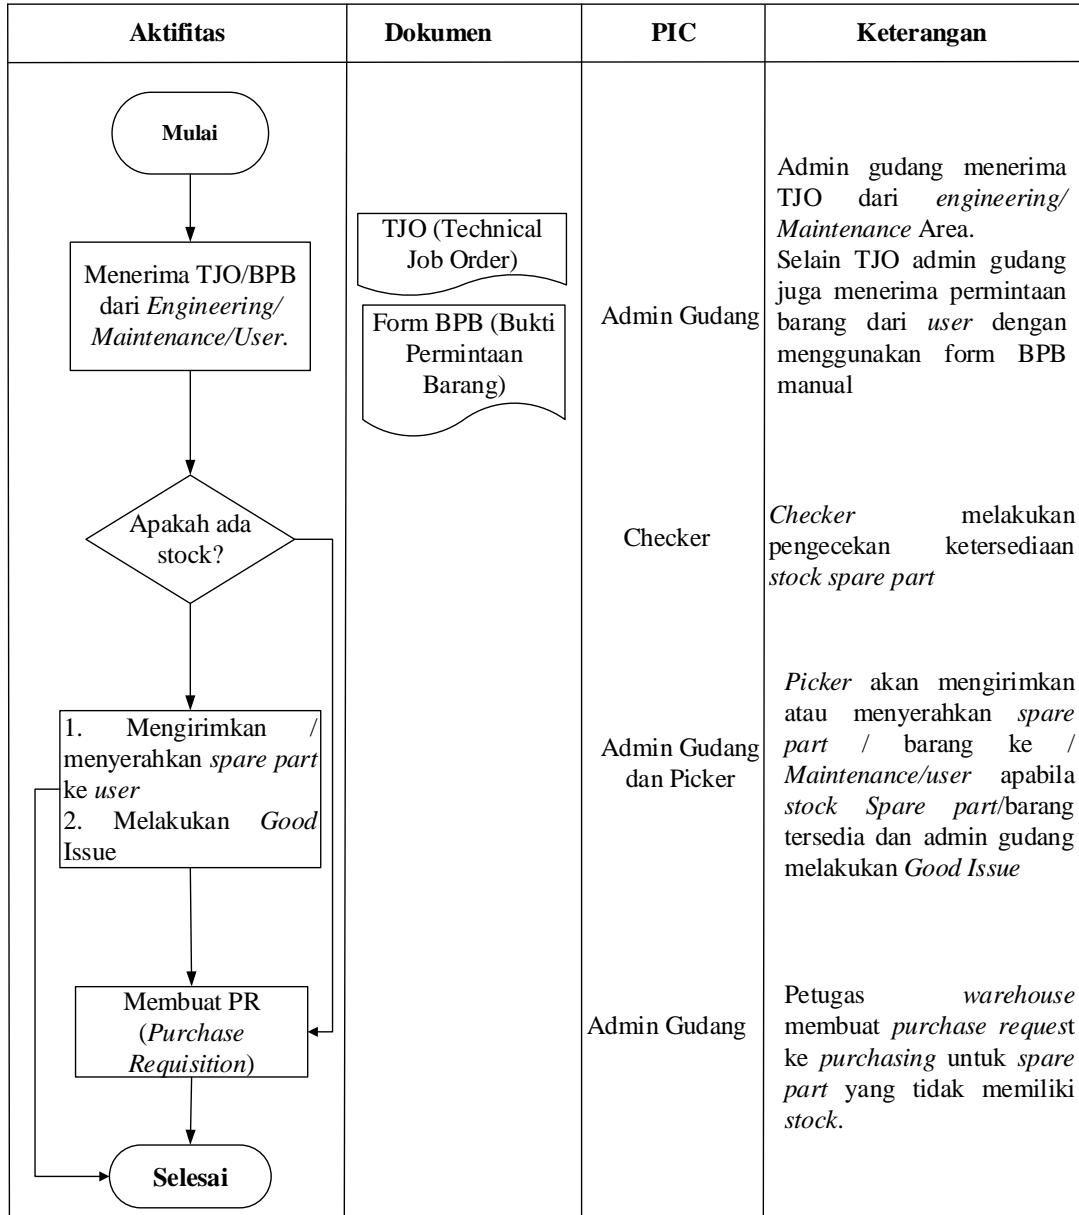 Aktifitas
Dokumen
PIC
Keterangan
Mulai
Menerima TJO/BPB
dari Engineering/
Maintenance/User.
TJO (Technical
Job Order)
Form BPB (Bukti
Permintaan
Barang)
Admin Gudang
Admin gudang menerima
TJO dari engineering/
Maintenance Area.
Selain TJO admin gudang
juga menerima permintaan
barang dari user dengan
menggunakan form BPB
manual
Apakah ada
stock?
Checker
Checker melakukan
pengecekan ketersediaan
stock spare part
1. Mengirimkan /
menyerahkan spare part
ke user
2. Melakukan Good
Issue
Admin Gudang
dan Picker
Picker akan mengirimkan
atau menyerahkan spare
part / barang ke /
Maintenance/user apabila
stock Spare part/barang
tersedia dan admin gudang
melakukan Good Issue
Membuat PR
(Purchase
Requisition)
Admin Gudang
Petugas warehouse
membuat purchase request
ke purchasing untuk spare
part yang tidak memiliki
stock.
Selesai